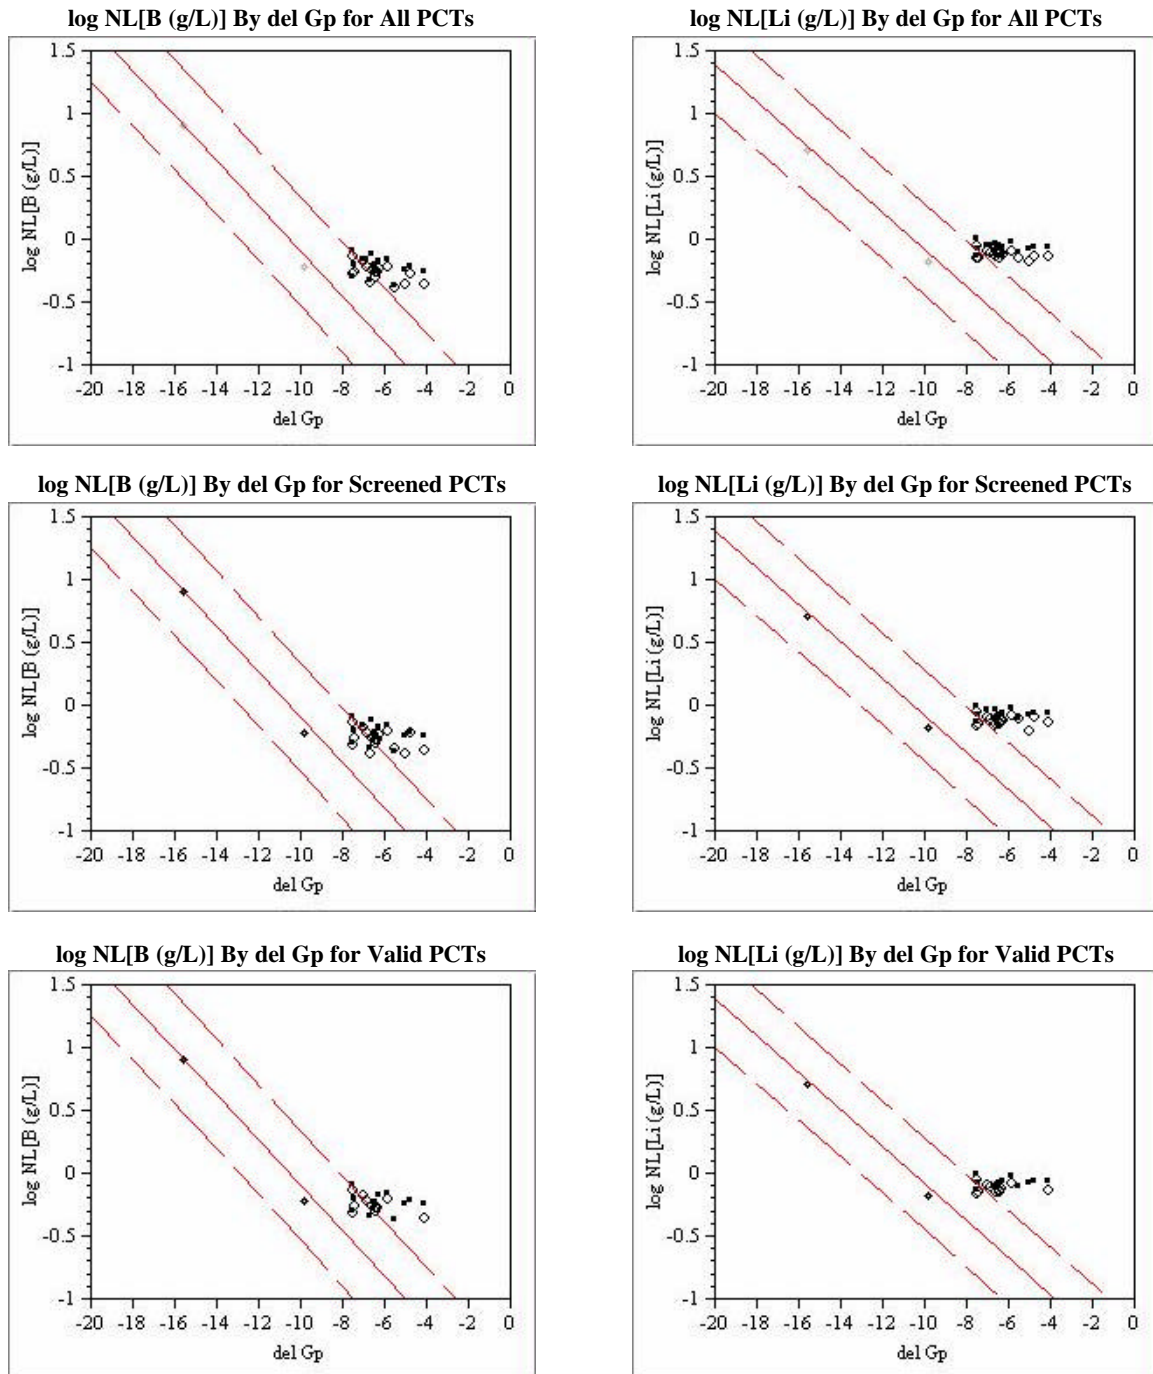 log NL[B (g/L)] By del Gp for All PCTs
1.5
1
0.5
0
-0.5
-1
log NL[B (g/L)]
-20 -18 -16 -14 -12 -10 -8 -6 -4 -2 0
del Gp
log NL[Li (g/L)] By del Gp for All PCTs
1.5
1
0.5
0
-0.5
-1
log NL[Li (g/L)]
-20 -18 -16 -14 -12 -10 -8 -6 -4 -2 0
del Gp
log NL[B (g/L)] By del Gp for Screened PCTs
1.5
1
0.5
0
-0.5
-1
log NL[B (g/L)]
-20 -18 -16 -14 -12 -10 -8 -6 -4 -2 0
del Gp
log NL[Li (g/L)] By del Gp for Screened PCTs
1.5
1
0.5
0
-0.5
-1
log NL[Li (g/L)]
-20 -18 -16 -14 -12 -10 -8 -6 -4 -2 0
del Gp
log NL[B (g/L)] By del Gp for Valid PCTs
1.5
1
0.5
0
-0.5
-1
log NL[B (g/L)]
-20 -18 -16 -14 -12 -10 -8 -6 -4 -2 0
del Gp
log NL[Li (g/L)] By del Gp for Valid PCTs
1.5
1
0.5
0
-0.5
-1
log NL[Li (g/L)]
-20 -18 -16 -14 -12 -10 -8 -6 -4 -2 0
del Gp